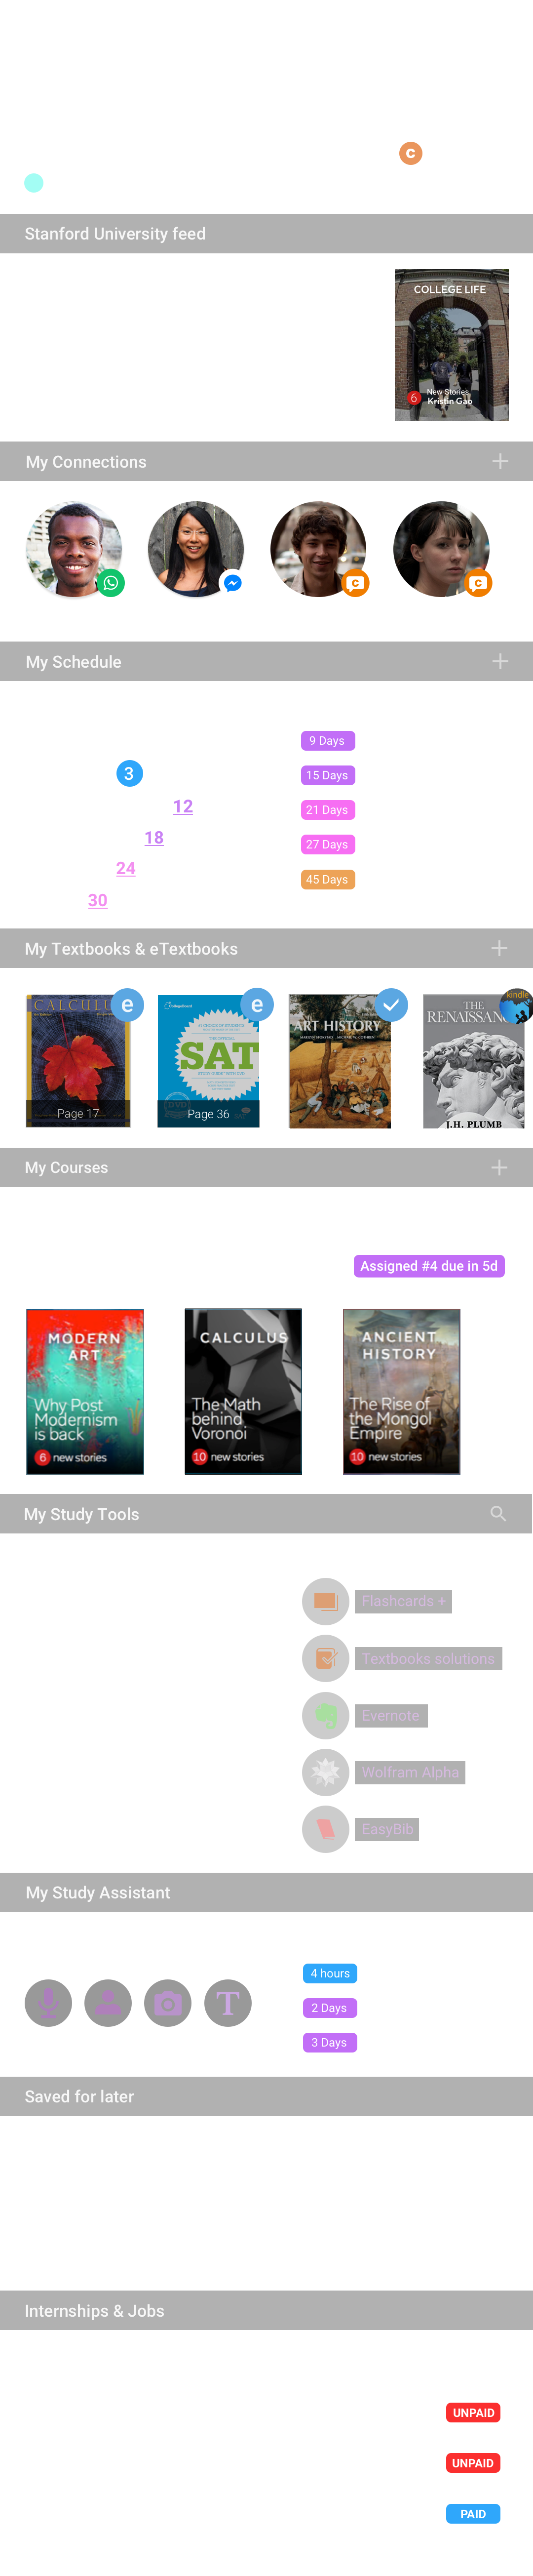 C
Stanford University feed
COLLEGE LIFE
6
New Stories
Kristin Gao
My Connections
C
C
My Schedule
9 Days
3
15 Days
12
21 Days
18
27 Days
24
45 Days
30
My Textbooks & eTextbooks
CALCULUS
e
Page 17
CollegeBoard
THE OFFICIAL
SAT
e
Page 36
ART HISTORY
kindle
THE
RENAISSANC
J.H. PLUMB
My Courses
Assigned #4 due in 5d
MODERN
ART
Why Post
Modernism
is back
6 new stories
CALCULUS
The Math
behind
Voronoi
10 new stories
ANCIENT
HISTORY
The Rise of
the Mongol
Empire
10 new stories
My Study Tools
Flashcards +
Textbooks solutions
Evernote
Wolfram Alpha
EasyBib
My Study Assistant
4 hours
T
2 Days
3 Days
Saved for later
Internships & Jobs
UNPAID
UNPAID
PAID